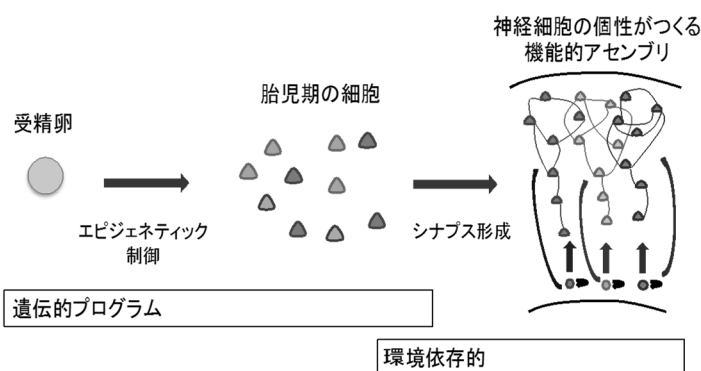 神経細胞の個性がつくる
機能的アセンブリ
胎児期の細胞
受精卵
エピジェネティック
制御
シナプス形成
遺伝的プログラム
環境依存的